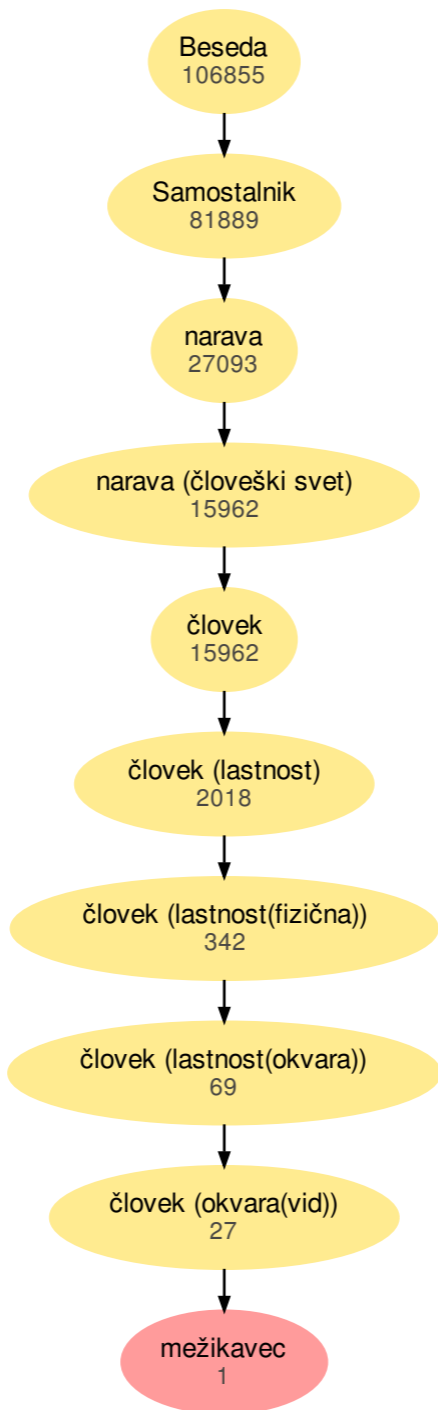 Beseda
106855
Samostalnik
81889
narava
27093
narava (človeški svet)
15962
človek
15962
človek (lastnost)
2018
človek (lastnost(fizična))
342
človek (lastnost(okvara))
69
človek (okvara(vid))
27
mežikavec
1